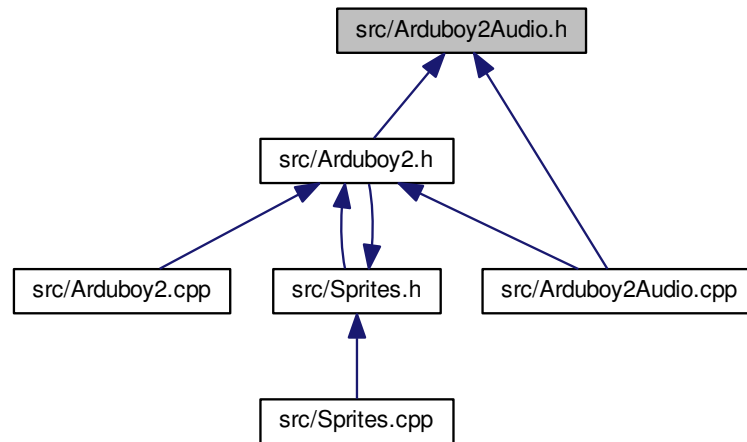 src/Arduboy2Audio.h
src/Arduboy2.h
src/Arduboy2.cpp
src/Sprites.h
src/Arduboy2Audio.cpp
src/Sprites.cpp